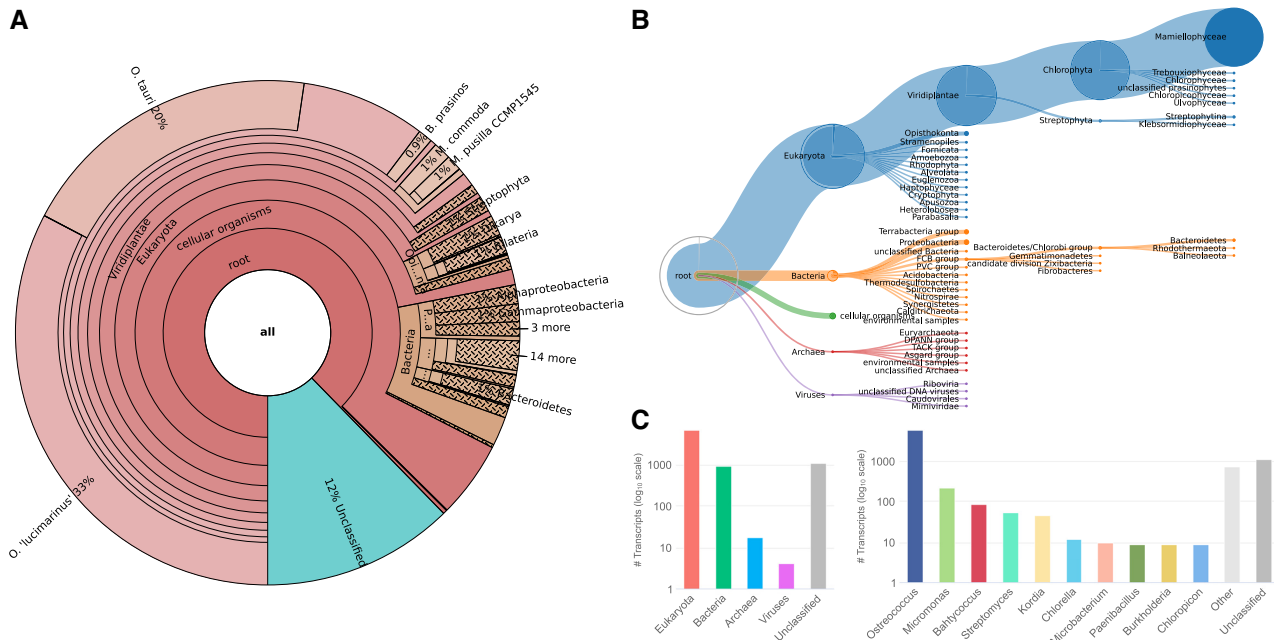 A
O. tauri 20%
0.9% B. prasinos
1% M. commoda
1% M. pusilla CCMP1545
Streptophyta
Bilateria
1% Alphaproteobacteria
1% Gammaproteobacteria
3 more
14 more
Bacteroidetes
Bacteria
P...a
...
...
Viridiplantae
Eukaryota
cellular organisms
root
all
O. 'lucimarinus' 33%
12% Unclassified
B
Mamiellophyceae
Chlorophyta
Trebouxiophyceae
Chlorophyceae
unclassified prasinophytes
Chloropicophyceae
Ulvophyceae
Viridiplantae
Streptophyta
Streptophytina
Klebsormidiophyceae
Eukaryota
Opisthokonta
Stramenopiles
Fornicata
Amoebozoa
Rhodophyta
Alveolata
Euglenozoa
Haptophyceae
Cryptophyta
Apusozoa
Heterolobosea
Parabasalia
root
Bacteria
Terrabacteria group
Proteobacteria
unclassified Bacteria
FCB group
PVC group
Acidobacteria
Thermodesulfobacteria
Spirochaetes
Nitrospirae
Synergistetes
Calditrichaeota
environmental samples
Bacteroidetes/Chlorobi group
Gemmatimonadetes
candidate division Zixibacteria
Fibrobacteres
Bacteroidetes
Rhodothermaeota
Balneolaeota
cellular organisms
Archaea
Euryarchaeota
DPANN group
TACK group
Asgard group
environmental samples
unclassified Archaea
Viruses
Riboviria
unclassified DNA viruses
Caudovirales
Mimiviridae
C
# Transcripts (log₁₀ scale)
1000
100
10
1
Eukaryota
Bacteria
Archaea
Viruses
Unclassified
# Transcripts (log₁₀ scale)
1000
100
10
1
Ostreococcus
Micromonas
Bahtycoccus
Streptomyces
Kordia
Chlorella
Microbacterium
Paenibacillus
Burkholderia
Chloropicon
Other
Unclassified